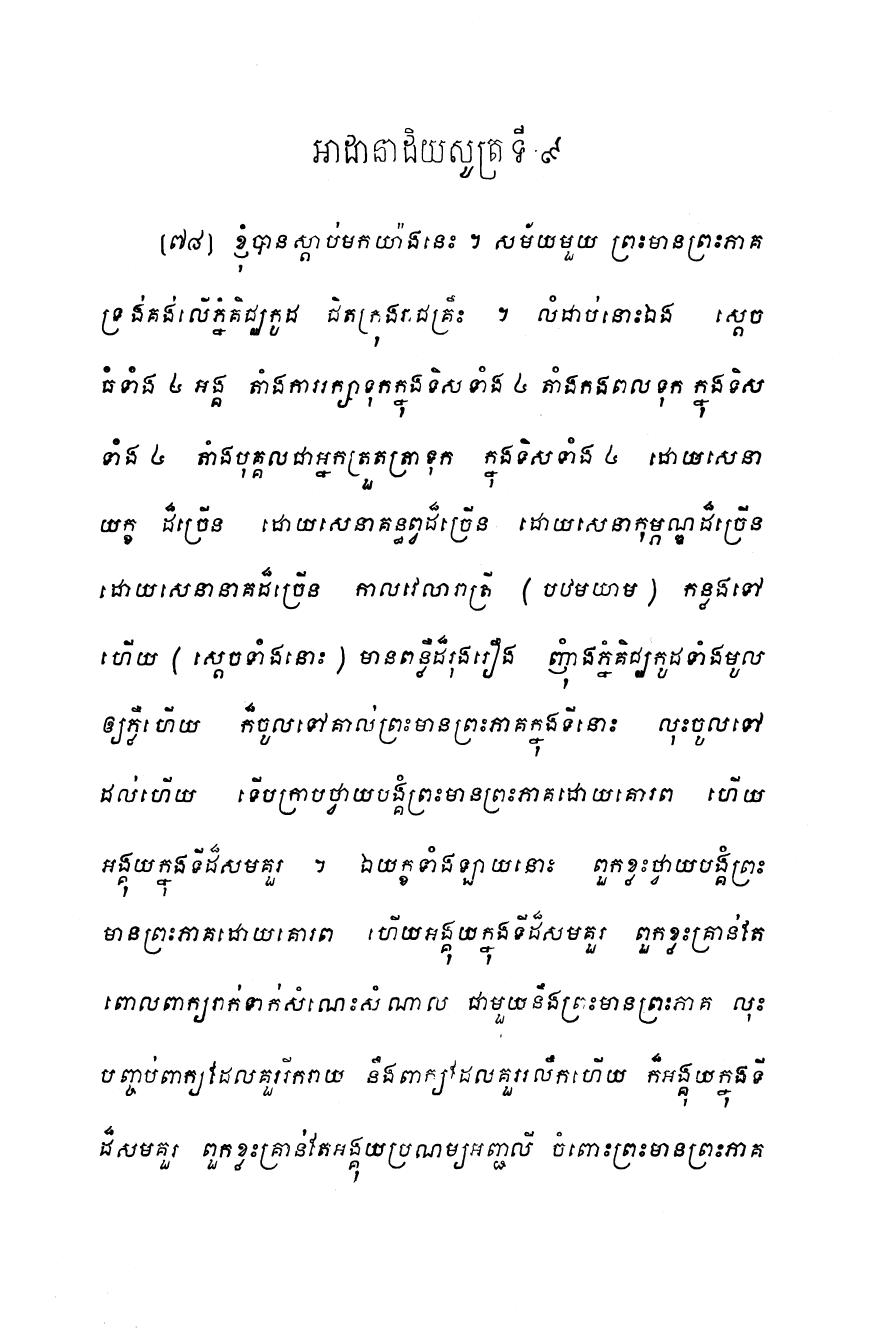 អាដានាដិយសូត្រ ទី ៩
[៧៨] ខ្ញុំបានស្តាប់មកយ៉ាងនេះ ។ សម័យមួយ ព្រះមានព្រះភាគ
ទ្រង់គង់លើភ្នំគិជ្ឈកូដ ជិតក្រុងរាជគ្រឹះ ។ លំដាប់នោះឯង ស្តេច
ធំទាំង ៤ អង្គ តាំងការរក្សាទុកក្នុងទិសទាំង ៤ តាំងកងពលទុក ក្នុងទិស
ទាំង ៤ តាំងបុគ្គលជាអ្នកត្រួតត្រាទុក ក្នុងទិសទាំង ៤ ដោយសេនា
យក្ខ ដ៏ច្រើន ដោយសេនាគន្ធព្វដ៏ច្រើន ដោយសេនាកុម្ភណ្ឌដ៏ច្រើន
ដោយសេនានាគដ៏ច្រើន កាលវេលារាត្រី ( បឋមយាម ) កន្លងទៅ
ហើយ ( ស្តេចទាំងនោះ ) មានពន្លឺដ៏រុងរឿង ញ៉ាំងភ្នំគិជ្ឈកូដទាំងមូល
ឲ្យភ្លឺហើយ ក៏ចូលទៅគាល់ព្រះមានព្រះភាគក្នុងទីនោះ លុះចូលទៅ
ដល់ហើយ ទើបក្រាបថ្វាយបង្គំព្រះមានព្រះភាគដោយគោរព ហើយ
អង្គុយក្នុងទីដ៏សមគួរ ។ ឯយក្ខទាំងឡាយនោះ ពួកខ្លះថ្វាយបង្គំព្រះ
មានព្រះភាគដោយគោរព ហើយអង្គុយក្នុងទីដ៏សមគួរ ពួកខ្លះគ្រាន់តែ
ពោលពាក្យរាក់ទាក់សំណេះសំណាល ជាមួយនឹងព្រះមានព្រះភាគ លុះ
បញ្ចប់ពាក្យដែលគួររីករាយ នឹងពាក្យដែលគួររលឹកហើយ ក៏អង្គុយក្នុងទី
ដ៏សមគួរ ពួកខ្លះគ្រាន់តែអង្គុយប្រណម្យអញ្ជលី ចំពោះព្រះមានព្រះភាគ